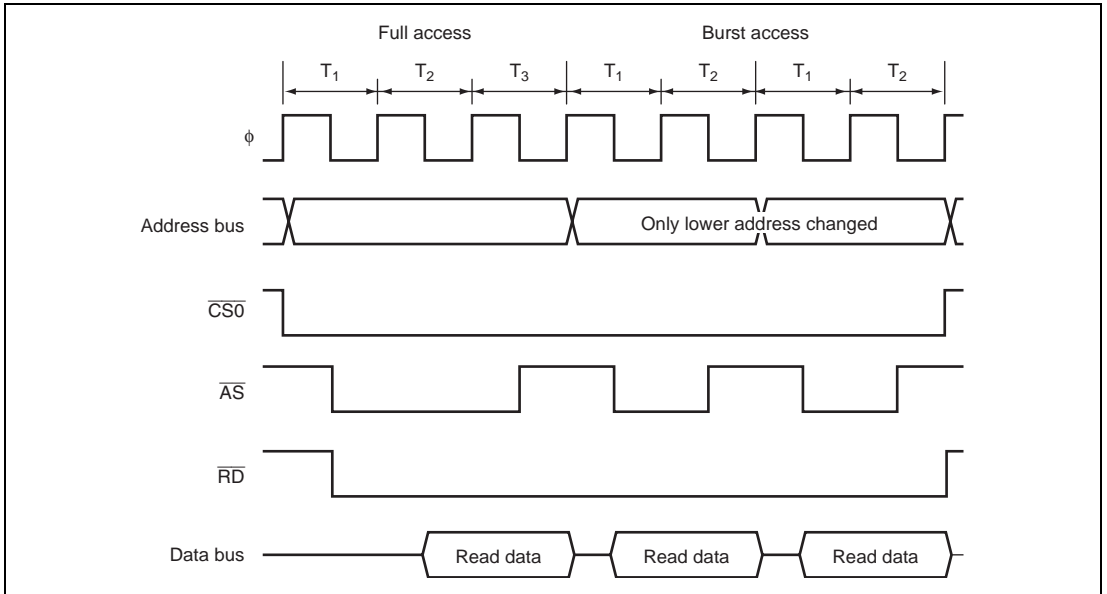 Full access Burst access
T1 T2 T3 T1 T2 T1 T2
ϕ
Address bus Only lower address changed
CS0
AS
RD
Data bus Read data Read data Read data